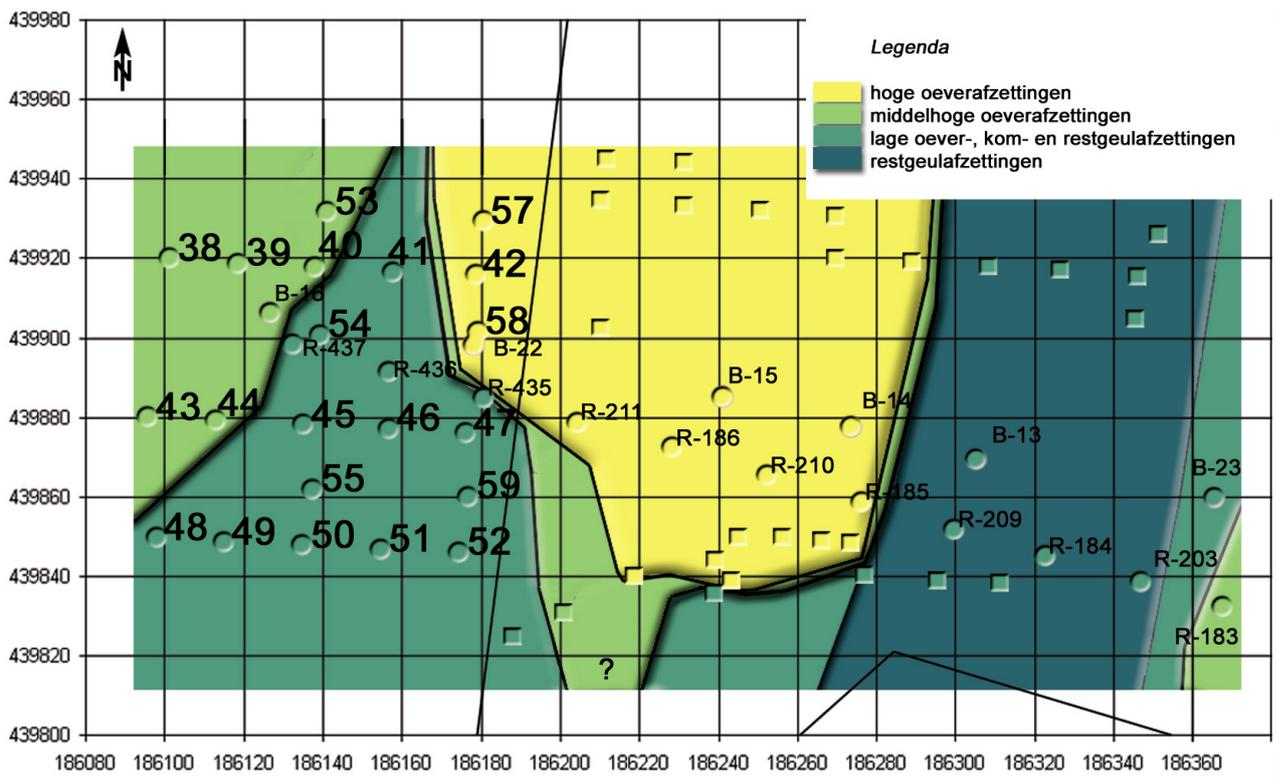 439980
Legenda
N
hoge oeverafzettingen
439960
middelhoge oeverafzettingen
lage oever-, kom- en restgeulafzettingen
restgeulafzettingen
439940
53
57
38
39
40
41
42
439920
B-16
54
58
439900
R-437
B-22
R-436
R-435
B-15
43
44
45
46
47
R-211
B-14
439880
R-186
B-13
R-210
B-23
55
59
R-185
439860
48
49
50
51
52
R-209
R-184
R-203
439840
R-183
439820
?
439800
186080 186100 186120 186140 186160 186180 186200 186220 186240 186260 186280 186300 186320 186340 186360